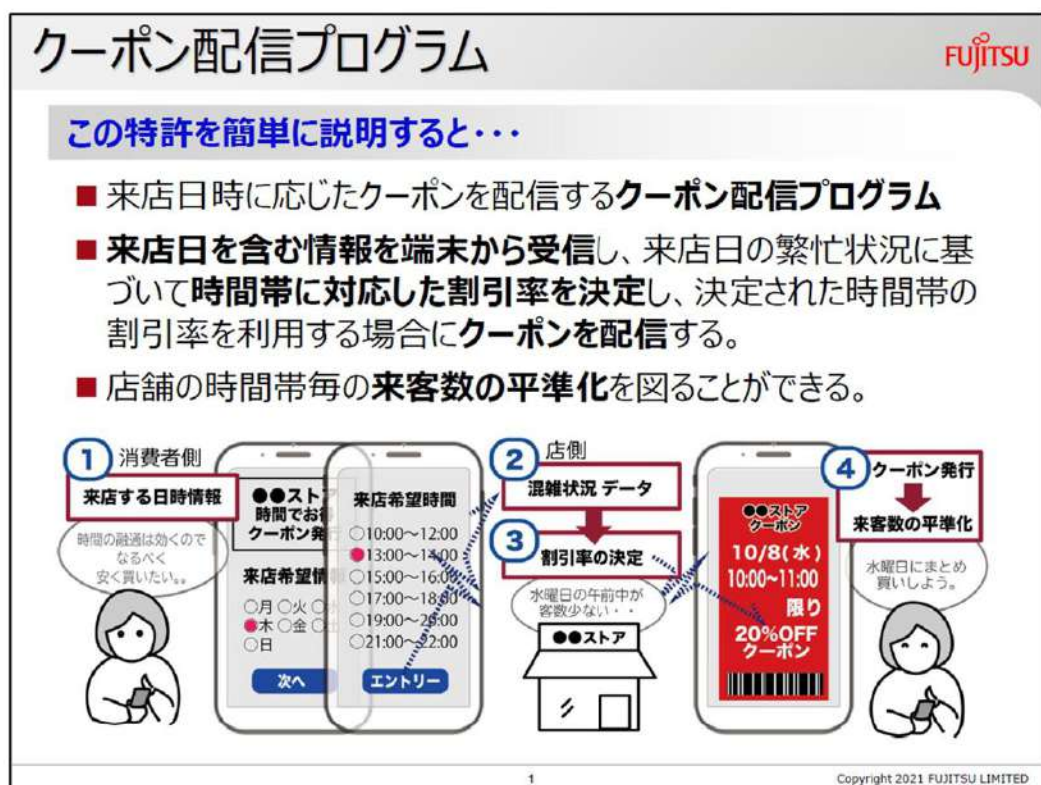 クーポン配信プログラム
FUJITSU
この特許を簡単に説明すると・・・
■ 来店日時に応じたクーポンを配信するクーポン配信プログラム
■ 来店日を含む情報を端末から受信し、来店日の繁忙状況に基
づいて時間帯に対応した割引率を決定し、決定された時間帯の
割引率を利用する場合にクーポンを配信する。
■ 店舗の時間帯毎の来客数の平準化を図ることができる。
1 消費者側
来店する日時情報
時間の融通は効くので
なるべく
安く買いたい。。
●●ストア
時間でお得
クーポン発行
来店希望情報
○月 ○火 ○水
●木 ○金 ○土
○日
次へ
来店希望時間
○10:00〜12:00
●13:00〜14:00
○15:00〜16:00
○17:00〜18:00
○19:00〜20:00
○21:00〜22:00
エントリー
2 店側
混雑状況 データ
3
割引率の決定
水曜日の午前中が
客数少ない・・
●●ストア
●●ストア
クーポン
10/8(水)
10:00~11:00
限り
20%OFF
クーポン
4 クーポン発行
来客数の平準化
水曜日にまとめ
買いしよう。
1
Copyright 2021 FUJITSU LIMITED